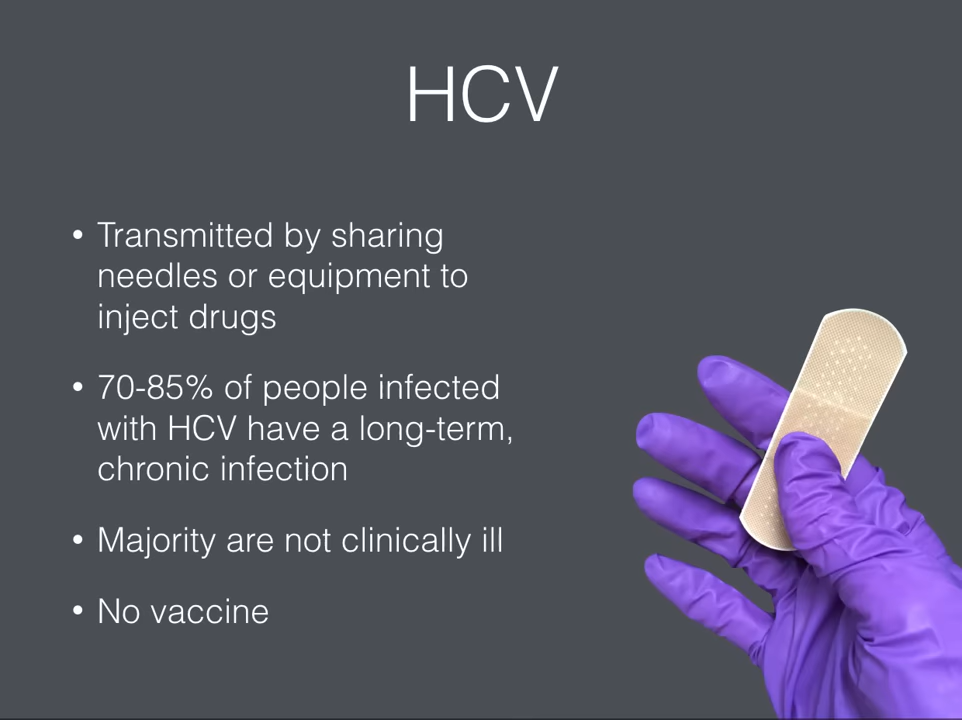 HCV
• Transmitted by sharing
needles or equipment to
inject drugs
• 70-85% of people infected
with HCV have a long-term,
chronic infection
• Majority are not clinically ill
• No vaccine